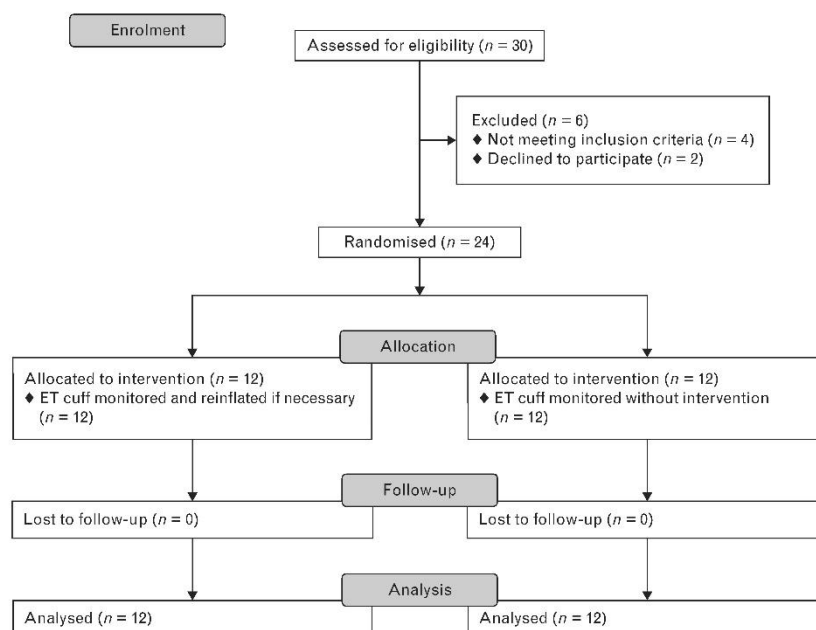 Enrolment
Assessed for eligibility (n = 30)
Excluded (n = 6)
♦ Not meeting inclusion criteria (n = 4)
♦ Declined to participate (n = 2)
Randomised (n = 24)
Allocation
Allocated to intervention (n = 12)
♦ ET cuff monitored and reinflated if necessary
(n = 12)
Allocated to intervention (n = 12)
♦ ET cuff monitored without intervention
(n = 12)
Follow-up
Lost to follow-up (n = 0)
Lost to follow-up (n = 0)
Analysis
Analysed (n = 12)
Analysed (n = 12)